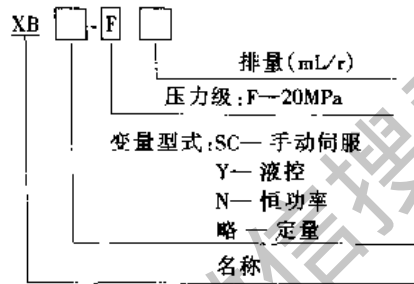 XB □-F □
排量(mL/r)
压力级:F—20MPa
变量型式:SC—手动伺服
Y—液控
N—恒功率
略—定量
名称